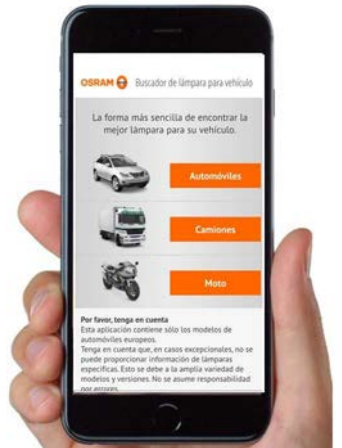 OSRAM Buscador de lámpara para vehículo
La forma más sencilla de encontrar la
mejor lámpara para su vehículo.
Automóviles
Camiones
Moto
Por favor, tenga en cuenta
Esta aplicación contiene sólo los modelos de
automóviles europeos.
Tenga en cuenta que, en casos excepcionales, no se
puede proporcionar información de lámparas
específicas. Esto se debe a la amplia variedad de
modelos y versiones. No se asume responsabilidad
por errores.